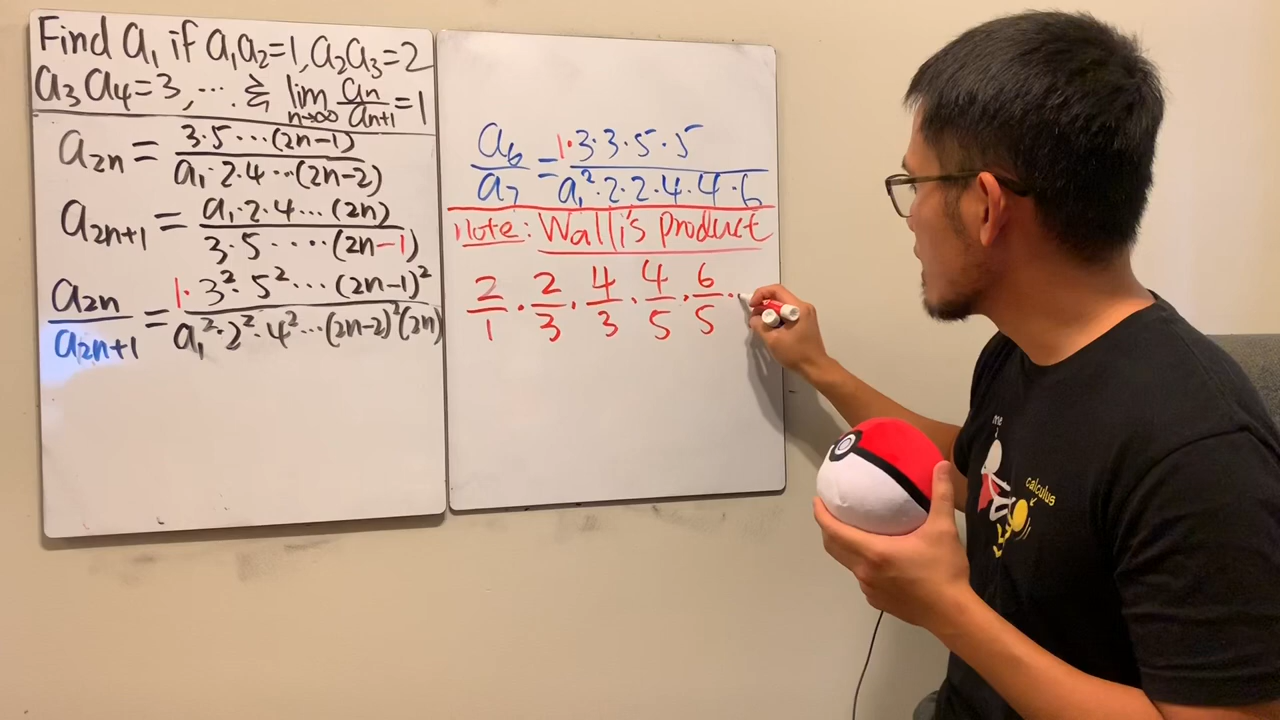 Find a₁ if a₁a₂=1, a₂a₃=2
a₃a₄=3, ... & lim n→∞ aₙ/aₙ₊₁ = 1
a₂ₙ = 3·5···(2n-1) / a₁·2·4···(2n-2)
a₂ₙ₊₁ = a₁·2·4···(2n) / 3·5·····(2n-1)
a₂ₙ/a₂ₙ₊₁ = 1·3²·5²···(2n-1)² / a₁²·2²·4²···(2n-2)²(2n)
a₆/a₇ = 1·3·3·5·5 / a₁²·2·2·4·4·6
note: Walli's product
2/1 · 2/3 · 4/3 · 4/5 · 6/5 ··
me
calculus